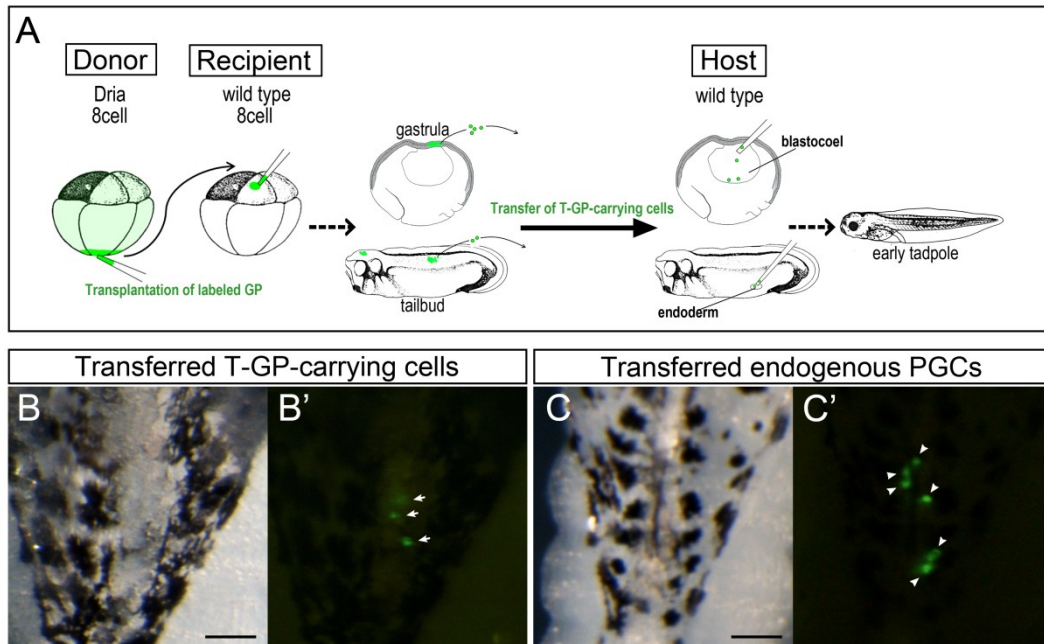 A
Donor
Dria
8cell
Recipient
wild type
8cell
Transplantation of labeled GP
gastrula
tailbud
Transfer of T-GP-carrying cells
Host
wild type
blastocoel
endoderm
early tadpole
Transferred T-GP-carrying cells
Transferred endogenous PGCs
B
B'
C
C'